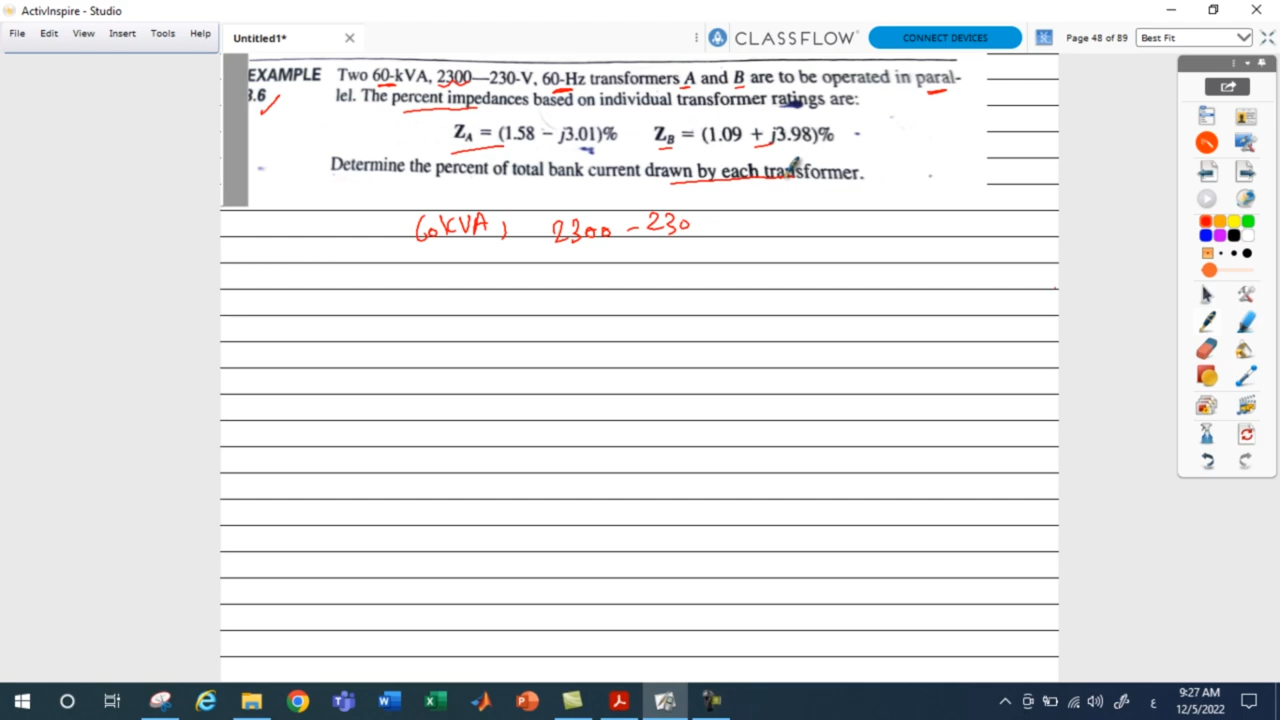 ActivInspire - Studio
File Edit View Insert Tools Help
Untitled1*
CLASSFLOW
CONNECT DEVICES
Page 48 of 89
Best Fit
EXAMPLE Two 60-kVA, 2300—230-V, 60-Hz transformers A and B are to be operated in paral-
3.6 lel. The percent impedances based on individual transformer ratings are:
Z_A = (1.58 − j3.01)% Z_B = (1.09 + j3.98)%
Determine the percent of total bank current drawn by each transformer.
60kVA, 2300 - 230
9:27 AM
12/5/2022